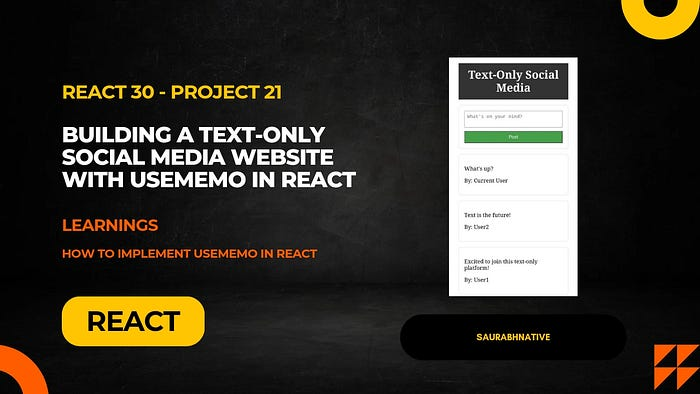 REACT 30 - PROJECT 21
BUILDING A TEXT-ONLY
SOCIAL MEDIA WEBSITE
WITH USEMEMO IN REACT
LEARNINGS
HOW TO IMPLEMENT USEMEMO IN REACT
REACT
Text-Only Social
Media
What's on your mind?
Post
What's up?
By: Current User
Text is the future!
By: User2
Excited to join this text-only
platform!
By: User1
SAURABHNATIVE